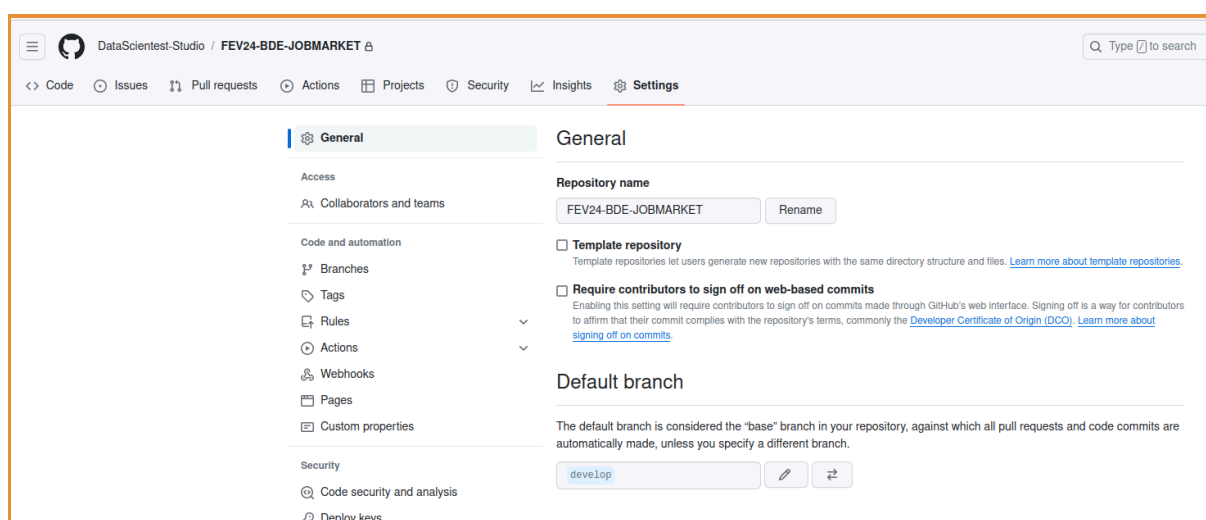 DataScientest-Studio / FEV24-BDE-JOBMARKET
Type / to search
Code Issues Pull requests Actions Projects Security Insights Settings
General
Access
Collaborators and teams
Code and automation
Branches
Tags
Rules
Actions
Webhooks
Pages
Custom properties
Security
Code security and analysis
Deploy keys
General
Repository name
FEV24-BDE-JOBMARKET Rename
Template repository
Template repositories let users generate new repositories with the same directory structure and files. Learn more about template repositories.
Require contributors to sign off on web-based commits
Enabling this setting will require contributors to sign off on commits made through GitHub's web interface. Signing off is a way for contributors
to affirm that their commit complies with the repository's terms, commonly the Developer Certificate of Origin (DCO). Learn more about
signing off on commits.
Default branch
The default branch is considered the “base” branch in your repository, against which all pull requests and code commits are
automatically made, unless you specify a different branch.
develop